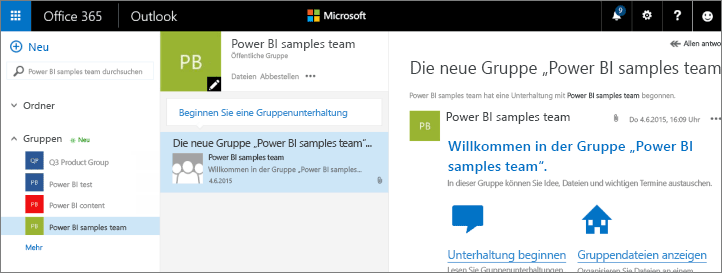 Office 365 Outlook Microsoft 9 ?
Neu
Power BI samples team durchsuchen
Ordner
Gruppen Neu
QP Q3 Product Group
PB Power BI test
PB Power BI content
PB Power BI samples team
Mehr
PB
Power BI samples team
Öffentliche Gruppe
Dateien Abbestellen •••
Beginnen Sie eine Gruppenunterhaltung
Die neue Gruppe „Power BI samples team“...
Power BI samples team
Willkommen in der Gruppe „Power BI samples...
4.6.2015
Allen antwo
Die neue Gruppe „Power BI samples team
Power BI samples team hat eine Unterhaltung mit Power BI samples team begonnen.
PB Power BI samples team Do 4.6.2015, 16:09 Uhr •••
Willkommen in der Gruppe „Power BI
samples team“.
In dieser Gruppe können Sie Idee, Dateien und wichtigen Termine austauschen.
Unterhaltung beginnen
Lesen Sie Gruppenunterhaltungen
Gruppendateien anzeigen
Organisieren Sie Dateien an einem